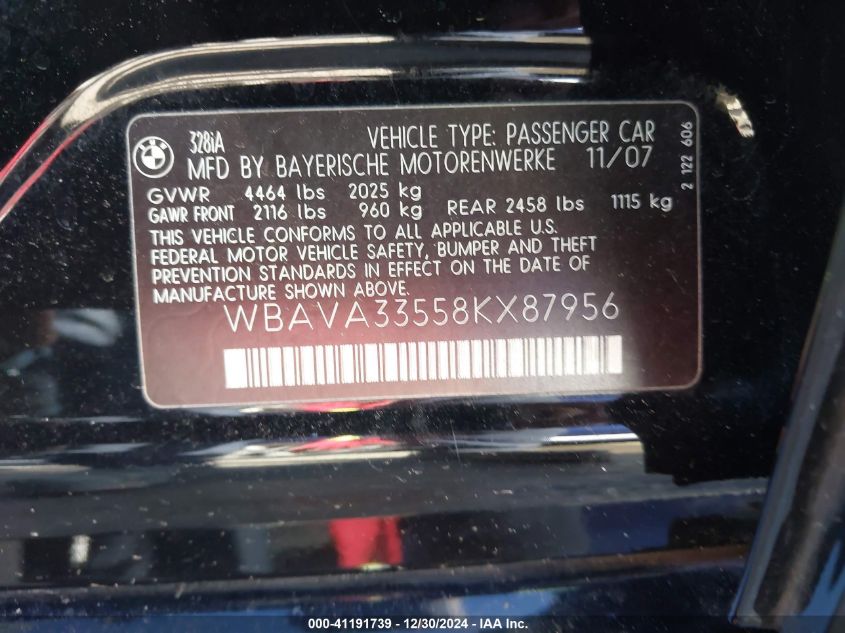 328iA VEHICLE TYPE: PASSENGER CAR
MFD BY BAYERISCHE MOTORENWERKE 11/07
GVWR 4464 lbs 2025 kg
GAWR FRONT 2116 lbs 960 kg REAR 2458 lbs 1115 kg
THIS VEHICLE CONFORMS TO ALL APPLICABLE U.S.
FEDERAL MOTOR VEHICLE SAFETY, BUMPER AND THEFT
PREVENTION STANDARDS IN EFFECT ON THE DATE OF
MANUFACTURE SHOWN ABOVE.
WBAVA33558KX87956
2 122 606
000-41191739 - 12/30/2024 - IAA Inc.